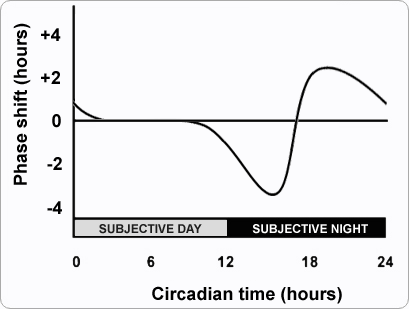 Phase shift (hours)
+4
+2
0
-2
-4
SUBJECTIVE DAY
SUBJECTIVE NIGHT
0 6 12 18 24
Circadian time (hours)